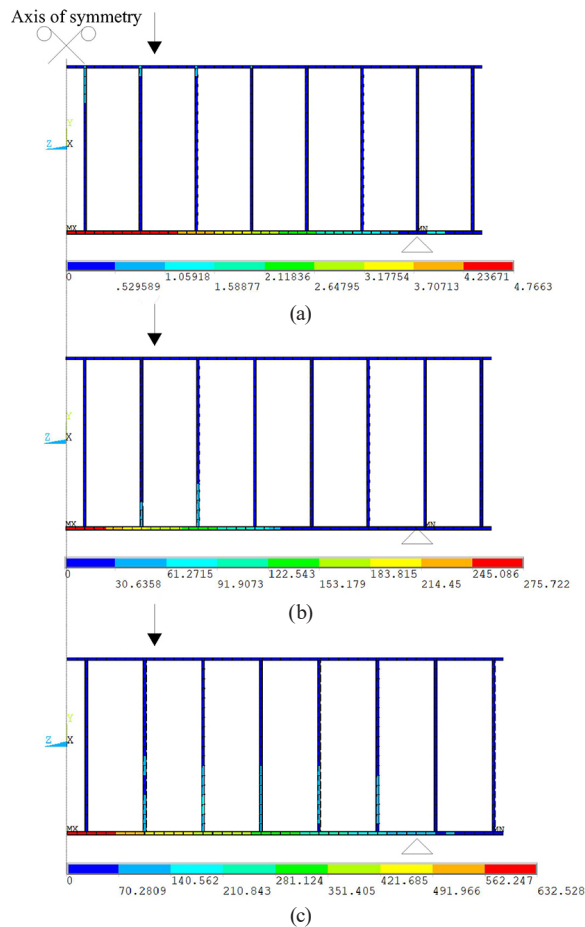 Axis of symmetry
Y
Z X
MX MN
0 1.05918 2.11836 3.17754 4.23671
.529589 1.58877 2.64795 3.70713 4.7663
(a)
Y
Z X
MX MN
0 61.2715 122.543 183.815 245.086
30.6358 91.9073 153.179 214.45 275.722
(b)
Y
Z X
MX MN
0 140.562 281.124 421.685 562.247
70.2809 210.843 351.405 491.966 632.528
(c)